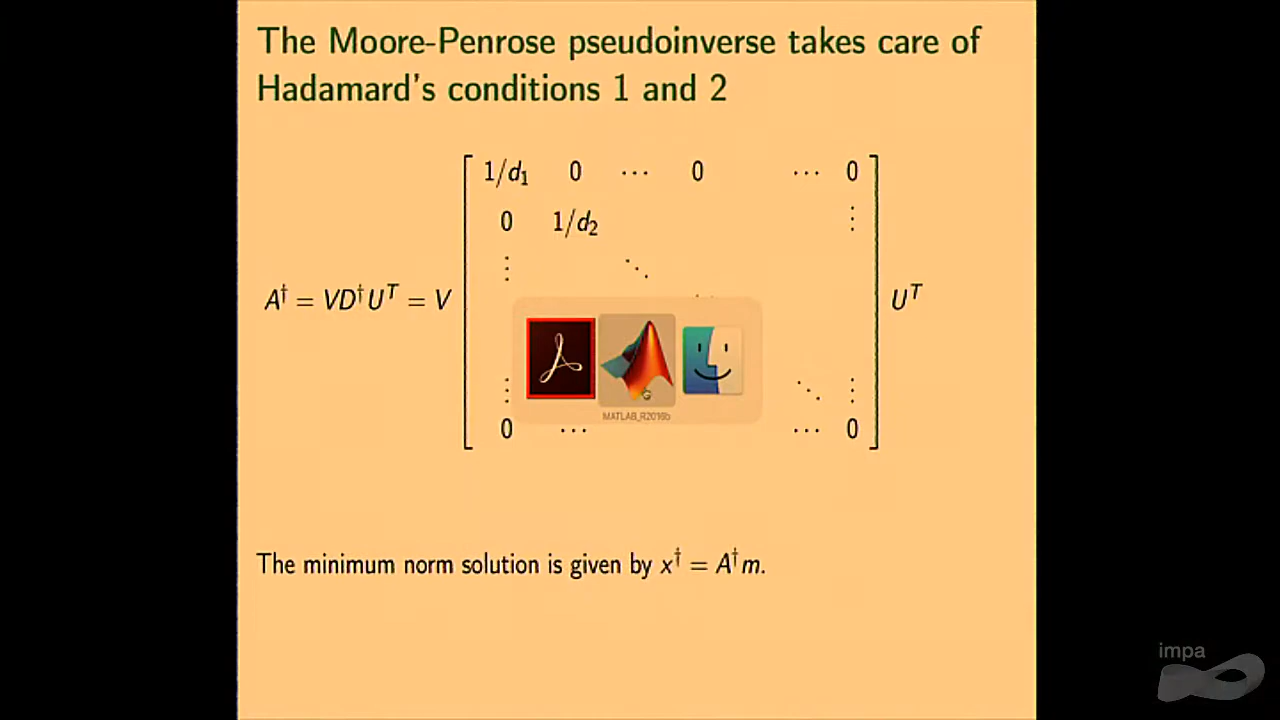 The Moore-Penrose pseudoinverse takes care of
Hadamard's conditions 1 and 2
1/d₁ 0 ⋯ 0 ⋯ 0
0 1/d₂ ⋮
⋮ ⋱
A† = VD†Uᵀ = V [ ] Uᵀ
⋮ ⋱ ⋮
MATLAB_R2016b
0 ⋯ ⋯ 0
The minimum norm solution is given by x† = A†m.
impa